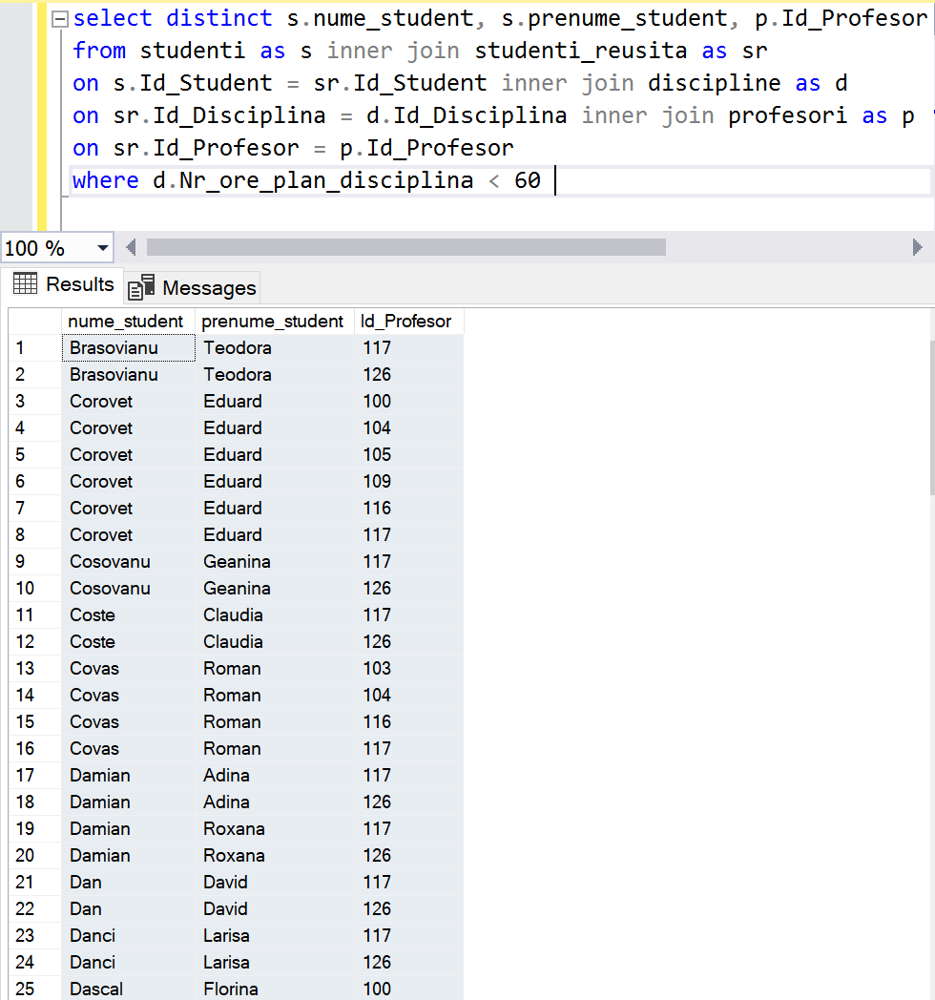 select distinct s.nume_student, s.prenume_student, p.Id_Profesor
from studenti as s inner join studenti_reusita as sr
on s.Id_Student = sr.Id_Student inner join discipline as d
on sr.Id_Disciplina = d.Id_Disciplina inner join profesori as p
on sr.Id_Profesor = p.Id_Profesor
where d.Nr_ore_plan_disciplina < 60
100 %
Results Messages
nume_student prenume_student Id_Profesor
1 Brasovianu Teodora 117
2 Brasovianu Teodora 126
3 Corovet Eduard 100
4 Corovet Eduard 104
5 Corovet Eduard 105
6 Corovet Eduard 109
7 Corovet Eduard 116
8 Corovet Eduard 117
9 Cosovanu Geanina 117
10 Cosovanu Geanina 126
11 Coste Claudia 117
12 Coste Claudia 126
13 Covas Roman 103
14 Covas Roman 104
15 Covas Roman 116
16 Covas Roman 117
17 Damian Adina 117
18 Damian Adina 126
19 Damian Roxana 117
20 Damian Roxana 126
21 Dan David 117
22 Dan David 126
23 Danci Larisa 117
24 Danci Larisa 126
25 Dascal Florina 100